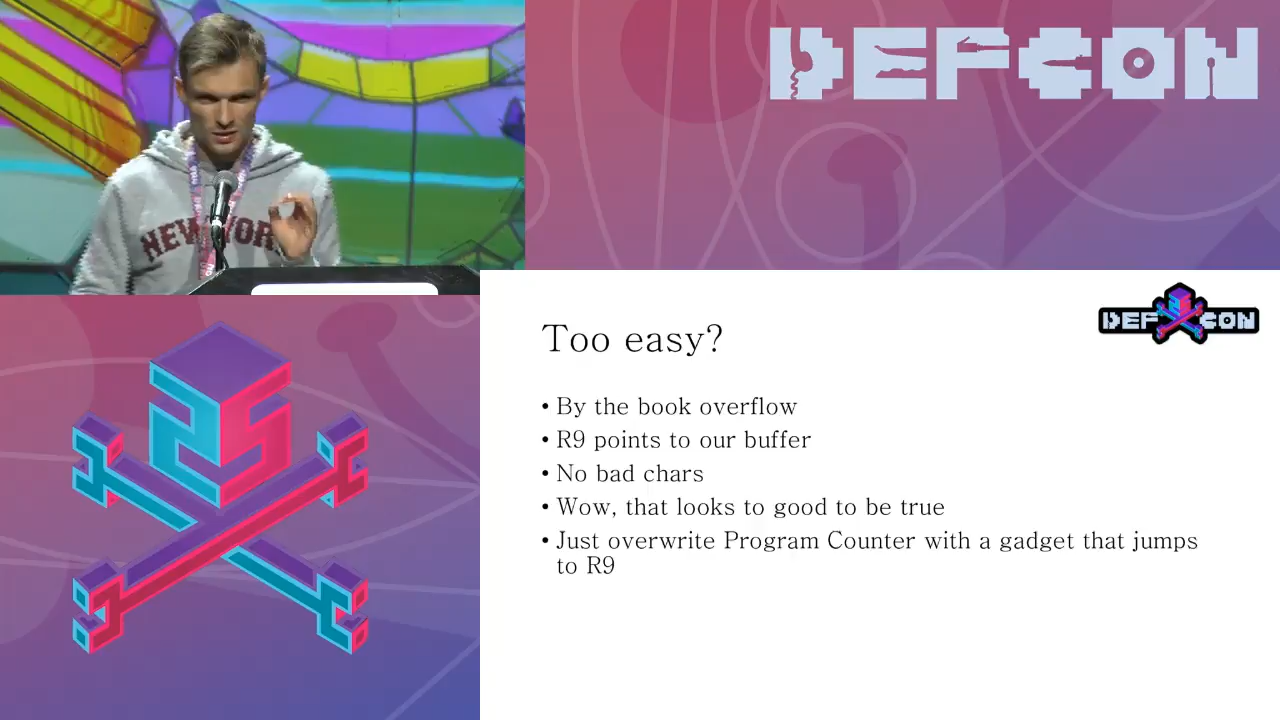 DEFCON
NEW YORK
DEF CON
Too easy?
• By the book overflow
• R9 points to our buffer
• No bad chars
• Wow, that looks to good to be true
• Just overwrite Program Counter with a gadget that jumps
to R9